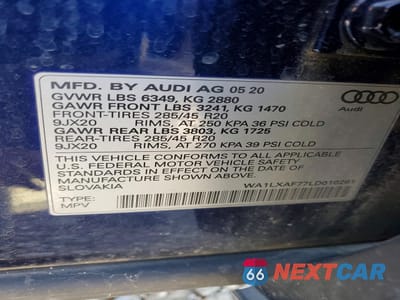 MFD. BY AUDI AG 05 20
GVWR LBS 6349, KG 2880
GAWR FRONT LBS 3241, KG 1470
FRONT-TIRES 285/45 R20
9JX20 RIMS, AT 250 KPA 36 PSI COLD
GAWR REAR LBS 3803, KG 1725
REAR-TIRES 285/45 R20
9JX20 RIMS, AT 270 KPA 39 PSI COLD
THIS VEHICLE CONFORMS TO ALL APPLICABLE
U.S. FEDERAL MOTOR VEHICLE SAFETY
STANDARDS IN EFFECT ON THE DATE OF
MANUFACTURE SHOWN ABOVE.
SLOVAKIA
TYPE:
MPV
Audi
66 NEXTCAR